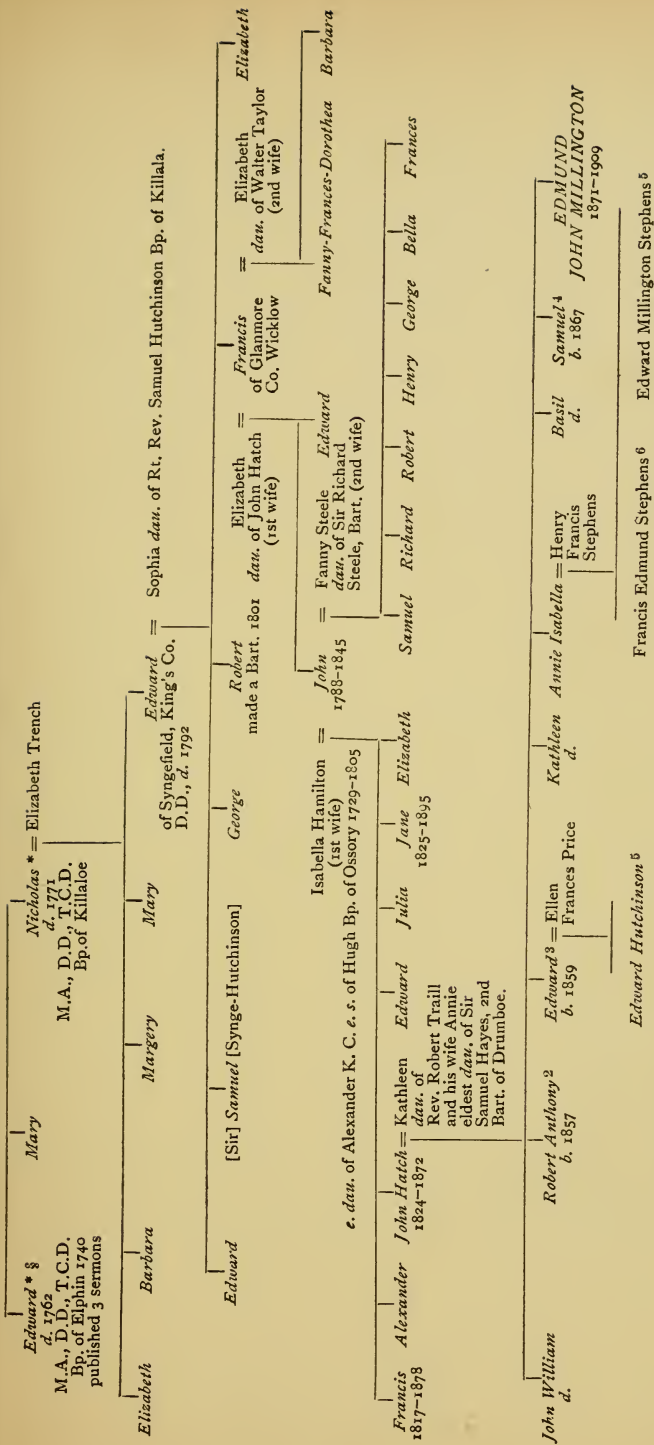 Edward * §
d. 1762
M.A., D.D., T.C.D.
Bp. of Elphin 1740
published 3 sermons
Mary
Nicholas * = Elizabeth Trench
d. 1771
M.A., D.D., T.C.D.
Bp. of Killaloe
Elizabeth
Barbara
Margery
Mary
Edward = Sophia dau. of Rt. Rev. Samuel Hutchinson Bp. of Killala.
of Syngefield, King's Co.
D.D., d. 1792
Edward
[Sir] Samuel [Synge-Hutchinson]
George
Robert
made a Bart. 1801
Elizabeth
dau. of John Hatch
(1st wife)
=
Francis
of Glanmore
Co. Wicklow
=
Elizabeth
dau. of Walter Taylor
(2nd wife)
Elizabeth
Isabella Hamilton
(1st wife)
e. dau. of Alexander K. C. e. s. of Hugh Bp. of Ossory 1729-1805
=
John
1788-1845
=
Fanny Steele
dau. of Sir Richard
Steele, Bart. (2nd wife)
Edward
Fanny-Frances-Dorothea
Barbara
Francis
1817-1878
Alexander
John Hatch = Kathleen
1824-1872
dau. of
Rev. Robert Traill
and his wife Annie
eldest dau. of Sir
Samuel Hayes, 2nd
Bart. of Drumboe.
Edward
Julia
Jane
1825-1895
Elizabeth
Samuel
Richard
Robert
Henry
George
Bella
Frances
John William
d.
Robert Anthony 2
b. 1857
Edward 3 = Ellen
b. 1859
Frances Price
Kathleen
d.
Annie Isabella = Henry
Francis
Stephens
Basil
d.
Samuel 4
b. 1867
EDMUND
JOHN MILLINGTON
1871-1909
Edward Hutchinson 5
Francis Edmund Stephens 6
Edward Millington Stephens 5